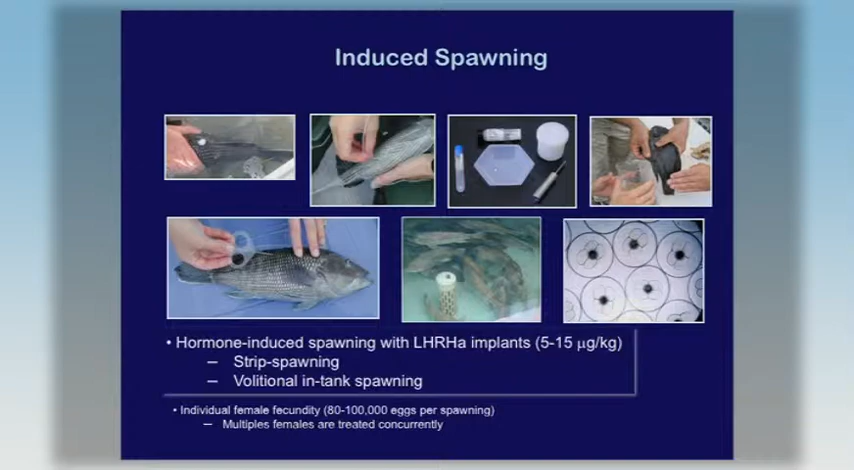 Induced Spawning
• Hormone-induced spawning with LHRHa implants (5-15 µg/kg)
– Strip-spawning
– Volitional in-tank spawning
• Individual female fecundity (80-100,000 eggs per spawning)
– Multiples females are treated concurrently